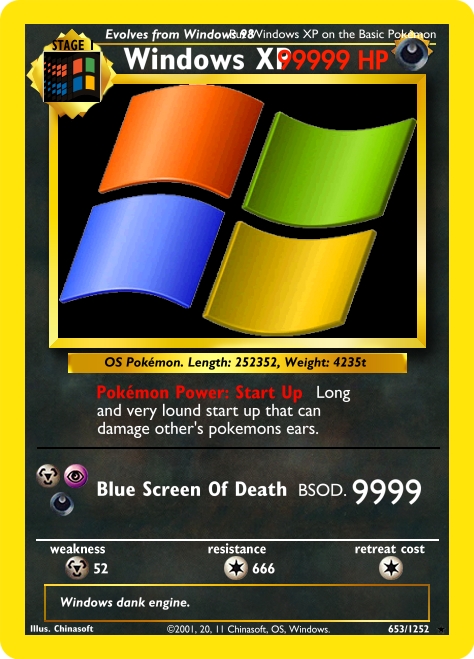 STAGE 1
Evolves from Windows 98
Put Windows XP on the Basic Pokémon
Windows XP
99999 HP
OS Pokémon. Length: 252352, Weight: 4235t
Pokémon Power: Start Up Long
and very lound start up that can
damage other's pokemons ears.
Blue Screen Of Death BSOD. 9999
weakness resistance retreat cost
52 666
Windows dank engine.
Illus. Chinasoft ©2001, 20, 11 Chinasoft, OS, Windows. 653/1252